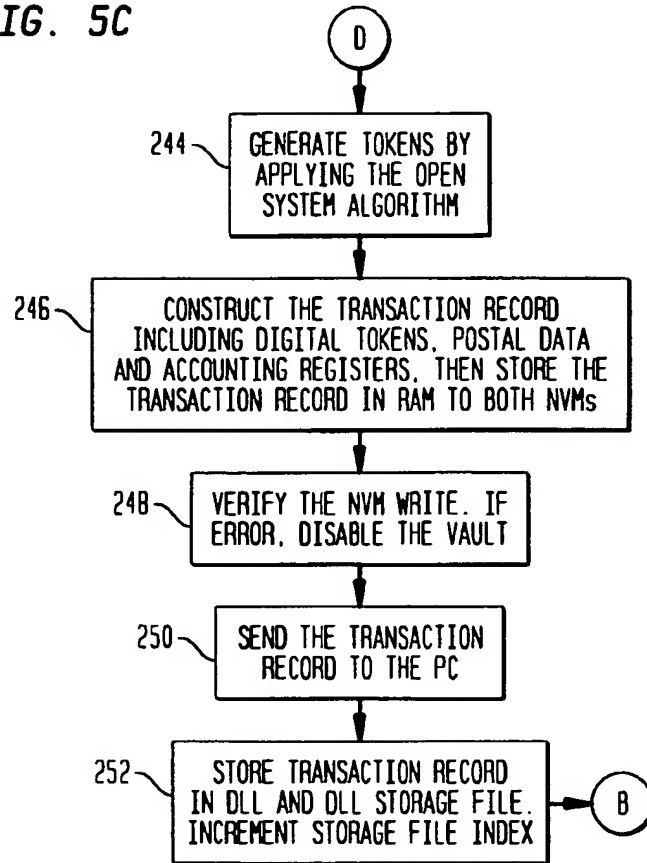 IG. 5C
D
244
GENERATE TOKENS BY
APPLYING THE OPEN
SYSTEM ALGORITHM
246
CONSTRUCT THE TRANSACTION RECORD
INCLUDING DIGITAL TOKENS, POSTAL DATA
AND ACCOUNTING REGISTERS, THEN STORE THE
TRANSACTION RECORD IN RAM TO BOTH NVMs
248
VERIFY THE NVM WRITE. IF
ERROR, DISABLE THE VAULT
250
SEND THE TRANSACTION
RECORD TO THE PC
252
STORE TRANSACTION RECORD
IN DLL AND DLL STORAGE FILE.
INCREMENT STORAGE FILE INDEX
B